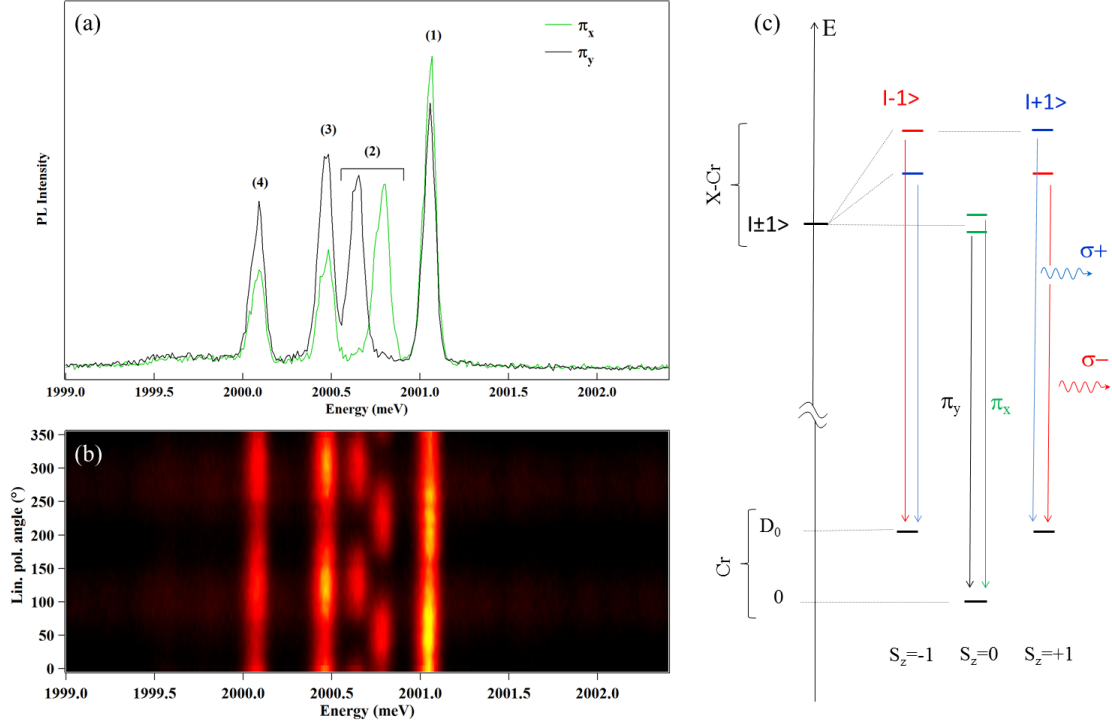 (a)
πx
πy
(1)
(3)
(2)
(4)
PL Intensity
1999.0 1999.5 2000.0 2000.5 2001.0 2001.5 2002.0
Energy (meV)
(b)
350
300
250
200
150
100
50
0
Lin. pol. angle (°)
1999.0 1999.5 2000.0 2000.5 2001.0 2001.5 2002.0
Energy (meV)
(c)
E
|-1> |+1>
X-Cr
|±1>
σ+
σ−
πy πx
D0
Cr
0
Sz=-1 Sz=0 Sz=+1